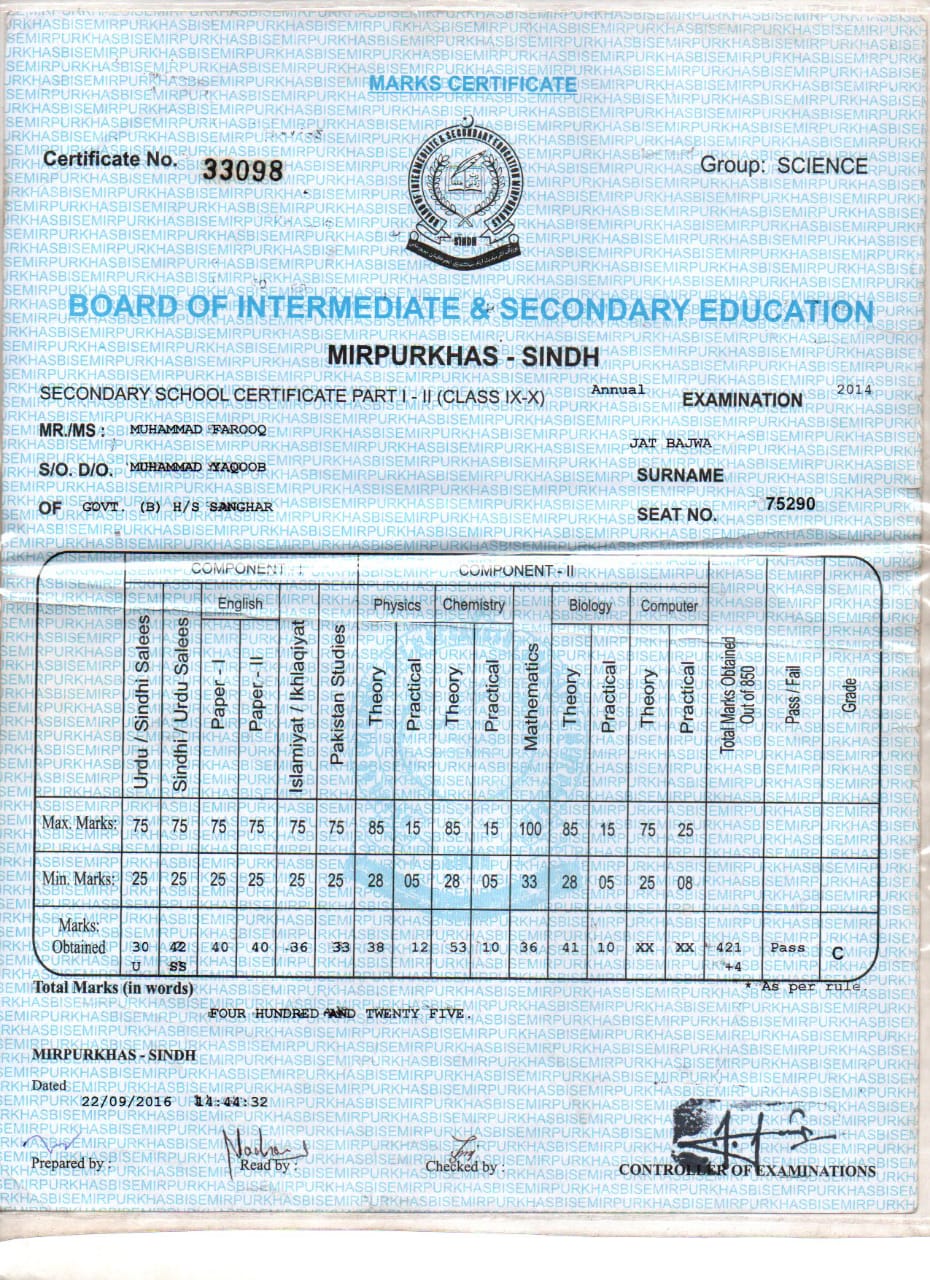 MARKS CERTIFICATE
Certificate No. 33098
Group: SCIENCE
BOARD OF INTERMEDIATE & SECONDARY EDUCATION MIRPURKHAS
SINDH
BOARD OF INTERMEDIATE & SECONDARY EDUCATION
MIRPURKHAS - SINDH
SECONDARY SCHOOL CERTIFICATE PART I - II (CLASS IX-X) Annual EXAMINATION 2014
MR./MS : MUHAMMAD FAROOQ
JAT BAJWA
S/O. D/O. MUHAMMAD YAQOOB
SURNAME
OF GOVT. (B) H/S SANGHAR
SEAT NO. 75290
COMPONENT - I COMPONENT - II
English Physics Chemistry Biology Computer
Urdu / Sindhi Salees Sindhi / Urdu Salees Paper - I Paper - II Islamiyat / Ikhlaqiyat Pakistan Studies Theory Practical Theory Practical Mathematics Theory Practical Theory Practical Total Marks Obtained Out of 850 Pass / Fail Grade
Max. Marks: 75 75 75 75 75 75 85 15 85 15 100 85 15 75 25
Min. Marks: 25 25 25 25 25 25 28 05 28 05 33 28 05 25 08
Marks:
Obtained 30 42 40 40 36 33 38 12 53 10 36 41 10 XX XX * 421 Pass C
U SS +4
Total Marks (in words) * As per rule.
FOUR HUNDRED AND TWENTY FIVE.
MIRPURKHAS - SINDH
Dated
22/09/2016 14:44:32
Prepared by : Read by : Checked by : CONTROLLER OF EXAMINATIONS